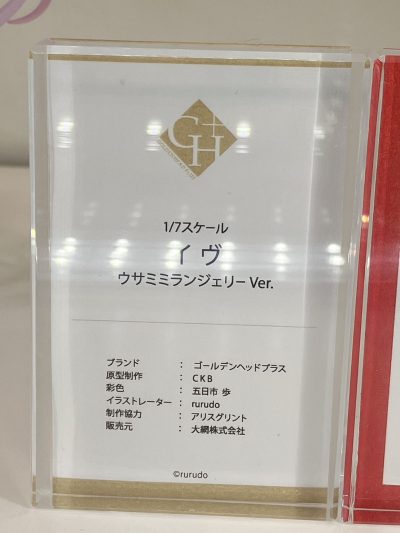 GH+
1/7スケール
イヴ
ウサミミランジェリー Ver.
ブランド : ゴールデンヘッドプラス
原型制作 : CKB
彩色 : 五日市 歩
イラストレーター : rurudo
制作協力 : アリスグリント
販売元 : 大網株式会社
©rurudo